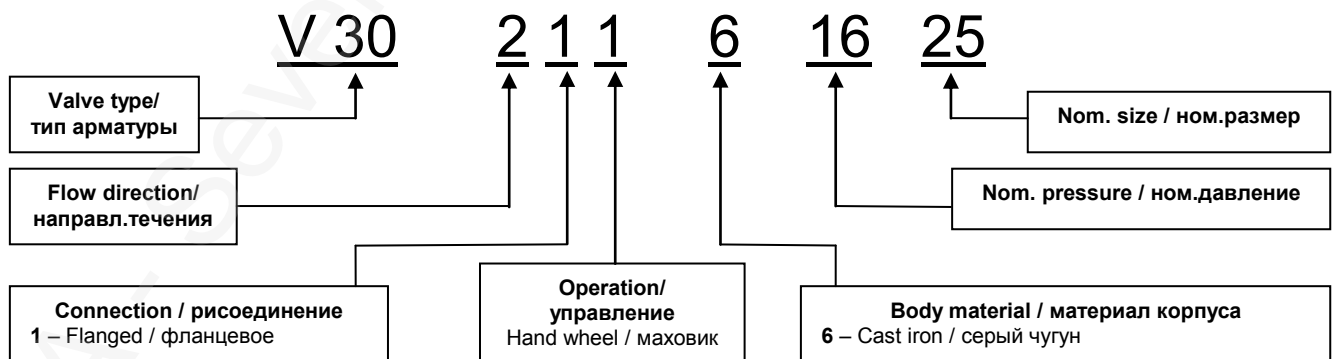 V 30 2 1 1 6 16 25
Valve type/
тип арматуры
Nom. size / ном.размер
Flow direction/
направл.течения
Nom. pressure / ном.давление
Connection / рисоединение
1 – Flanged / фланцевое
Operation/
управление
Hand wheel / маховик
Body material / материал корпуса
6 – Cast iron / серый чугун